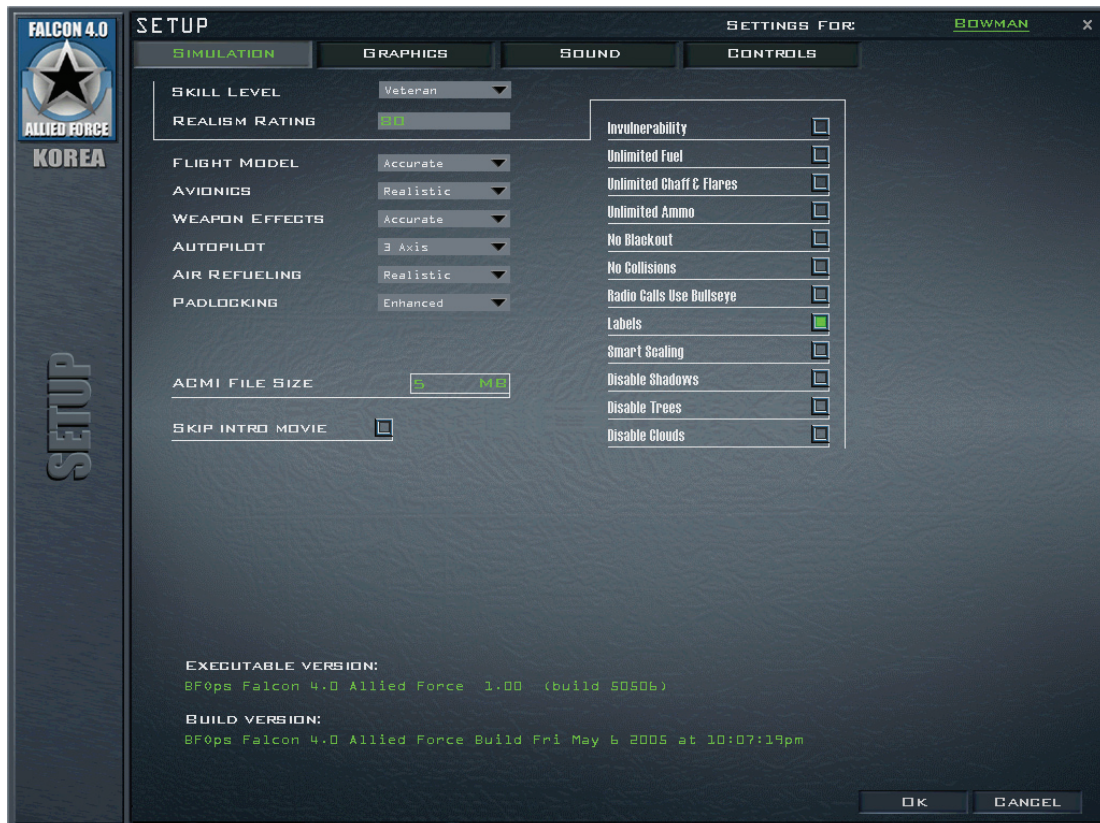 FALCON 4.0
ALLIED FORCE
KOREA
SETUP
SETUP
SETTINGS FOR: BOWMAN X
SIMULATION GRAPHICS SOUND CONTROLS
SKILL LEVEL Veteran
REALISM RATING 80
FLIGHT MODEL Accurate
AVIONICS Realistic
WEAPON EFFECTS Accurate
AUTOPILOT 3 Axis
AIR REFUELING Realistic
PADLOCKING Enhanced
ACMI FILE SIZE 5 MB
SKIP INTRO MOVIE
Invulnerability
Unlimited Fuel
Unlimited Chaff & Flares
Unlimited Ammo
No Blackout
No Collisions
Radio Calls Use Bullseye
Labels
Smart Scaling
Disable Shadows
Disable Trees
Disable Clouds
EXECUTABLE VERSION:
BFOps Falcon 4.0 Allied Force 1.00 (build 50506)
BUILD VERSION:
BFOps Falcon 4.0 Allied Force Build Fri May 6 2005 at 10:07:19pm
OK CANCEL